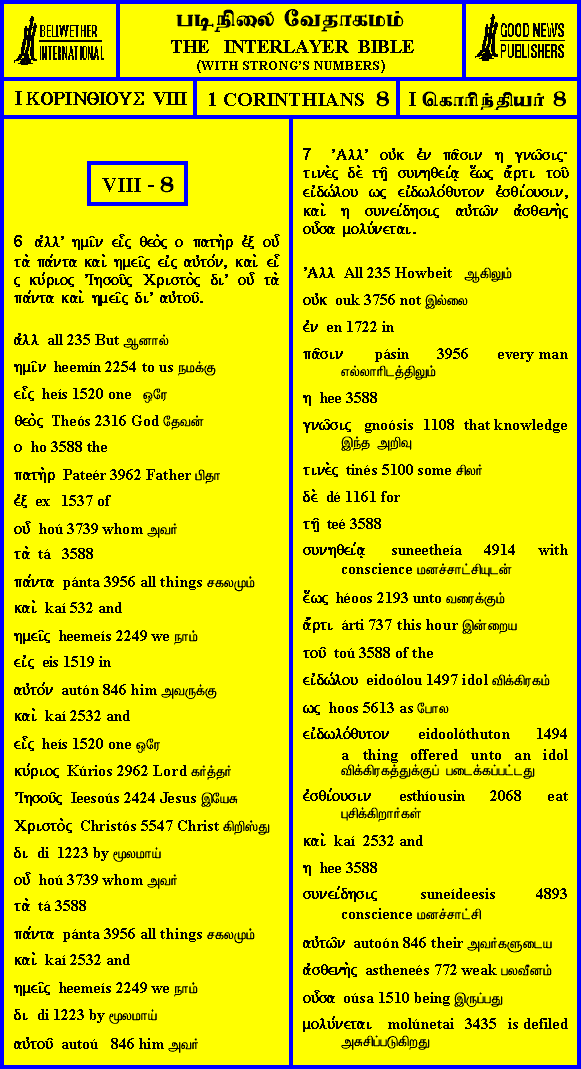 BELLWETHER
INTERNATIONAL
படிநிலை வேதாகமம்
THE INTERLAYER BIBLE
(WITH STRONG'S NUMBERS)
GOOD NEWS
PUBLISHERS
I ΚΟΡΙΝΘΙΟΥΣ VIII
1 CORINTHIANS 8
I கொரிந்தியர் 8
VIII - 8
6 ἀλλ' ημῖν εἷς θεὸς ο πατὴρ ἐξ οὗ
τὰ πάντα καὶ ημεῖς εἰς αὐτόν, καὶ εἷ
ς κύριος Ἰησοῦς Χριστὸς δι' οὗ τὰ
πάντα καὶ ημεῖς δι' αὐτοῦ.
ἀλλ all 235 But ஆனால்
ημῖν heemín 2254 to us நமக்கு
εἷς heís 1520 one ஒரே
θεὸς Theós 2316 God தேவன்
ο ho 3588 the
πατὴρ Pateér 3962 Father பிதா
ἐξ ex 1537 of
οὗ hoú 3739 whom அவர்
τὰ tá 3588
πάντα pánta 3956 all things சகலமும்
καὶ kaí 532 and
ημεῖς heemeís 2249 we நாம்
εἰς eis 1519 in
αὐτόν autón 846 him அவருக்கு
καὶ kaí 2532 and
εἷς heís 1520 one ஒரே
κύριος Kúrios 2962 Lord கர்த்தர்
Ἰησοῦς Ieesoús 2424 Jesus இயேசு
Χριστὸς Christós 5547 Christ கிறிஸ்து
δι di 1223 by மூலமாய்
οὗ hoú 3739 whom அவர்
τὰ tá 3588
πάντα pánta 3956 all things சகலமும்
καὶ kaí 2532 and
ημεῖς heemeís 2249 we நாம்
δι di 1223 by மூலமாய்
αὐτοῦ autoú 846 him அவர்
7 Ἀλλ' οὐκ ἐν πᾶσιν η γνῶσις·
τινὲς δὲ τῇ συνηθείᾳ ἕως ἄρτι τοῦ
εἰδώλου ως εἰδωλόθυτον ἐσθίουσιν,
καὶ η συνείδησις αὐτῶν ἀσθενὴς
οὖσα μολύνεται.
Ἀλλ All 235 Howbeit ஆகிலும்
οὐκ ouk 3756 not இல்லை
ἐν en 1722 in
πᾶσιν pásin 3956 every man
எல்லாரிடத்திலும்
η hee 3588
γνῶσις gnoósis 1108 that knowledge
இந்த அறிவு
τινὲς tinés 5100 some சிலர்
δὲ dé 1161 for
τῇ teé 3588
συνηθείᾳ suneetheía 4914 with
conscience மனச்சாட்சியுடன்
ἕως héoos 2193 unto வரைக்கும்
ἄρτι árti 737 this hour இன்றைய
τοῦ toú 3588 of the
εἰδώλου eidoólou 1497 idol விக்கிரகம்
ως hoos 5613 as போல
εἰδωλόθυτον eidoolóthuton 1494
a thing offered unto an idol
விக்கிரகத்துக்குப் படைக்கப்பட்டது
ἐσθίουσιν esthíousin 2068 eat
புசிக்கிறார்கள்
καὶ kaí 2532 and
η hee 3588
συνείδησις suneídeesis 4893
conscience மனச்சாட்சி
αὐτῶν autoón 846 their அவர்களுடைய
ἀσθενὴς astheneés 772 weak பலவீனம்
οὖσα oúsa 1510 being இருப்பது
μολύνεται molúnetai 3435 is defiled
அசுசிப்படுகிறது